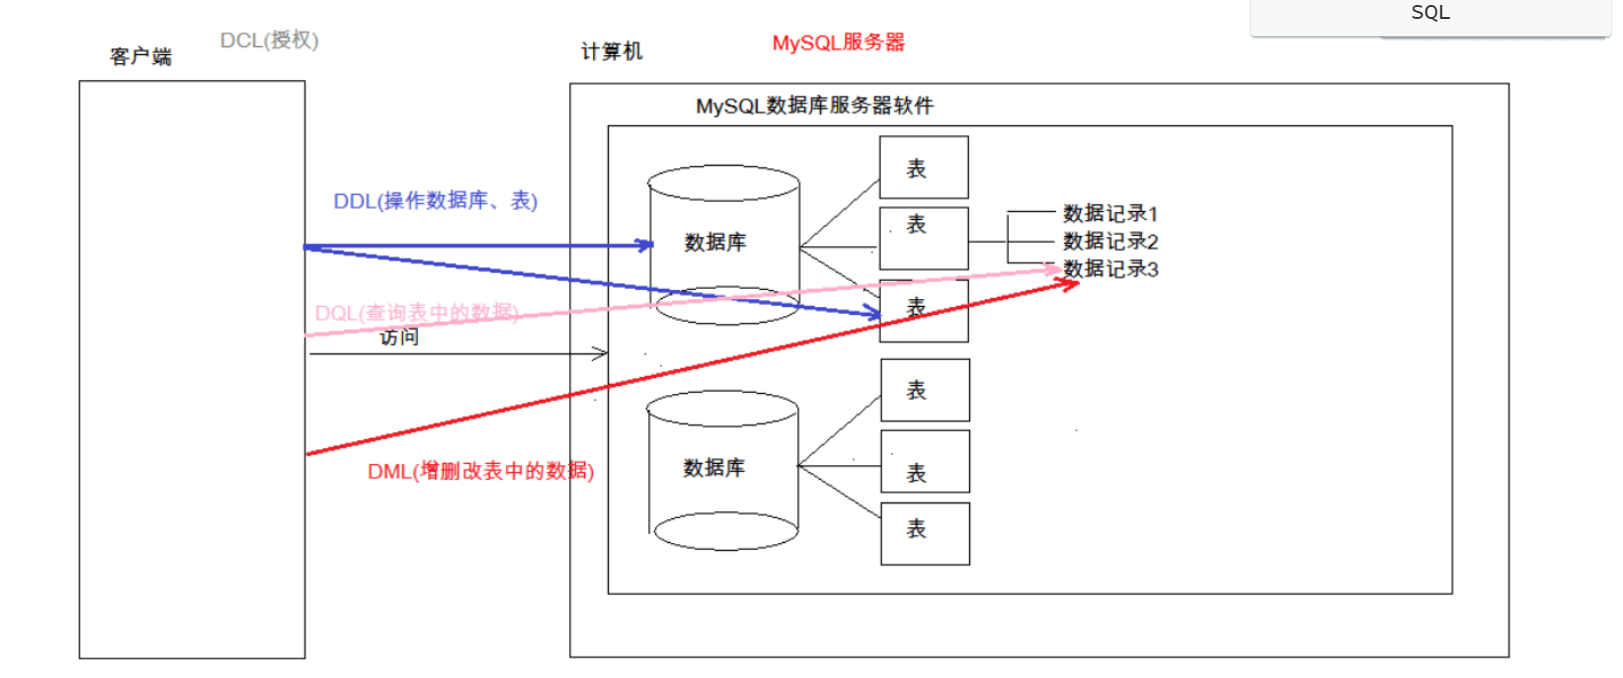 SQL
DCL(授权)
客户端
计算机
MySQL服务器
MySQL数据库服务器软件
表
DDL(操作数据库、表)
数据库
表
数据记录1
数据记录2
数据记录3
表
DQL(查询表中的数据)
访问
表
数据库
表
DML(增删改表中的数据)
表